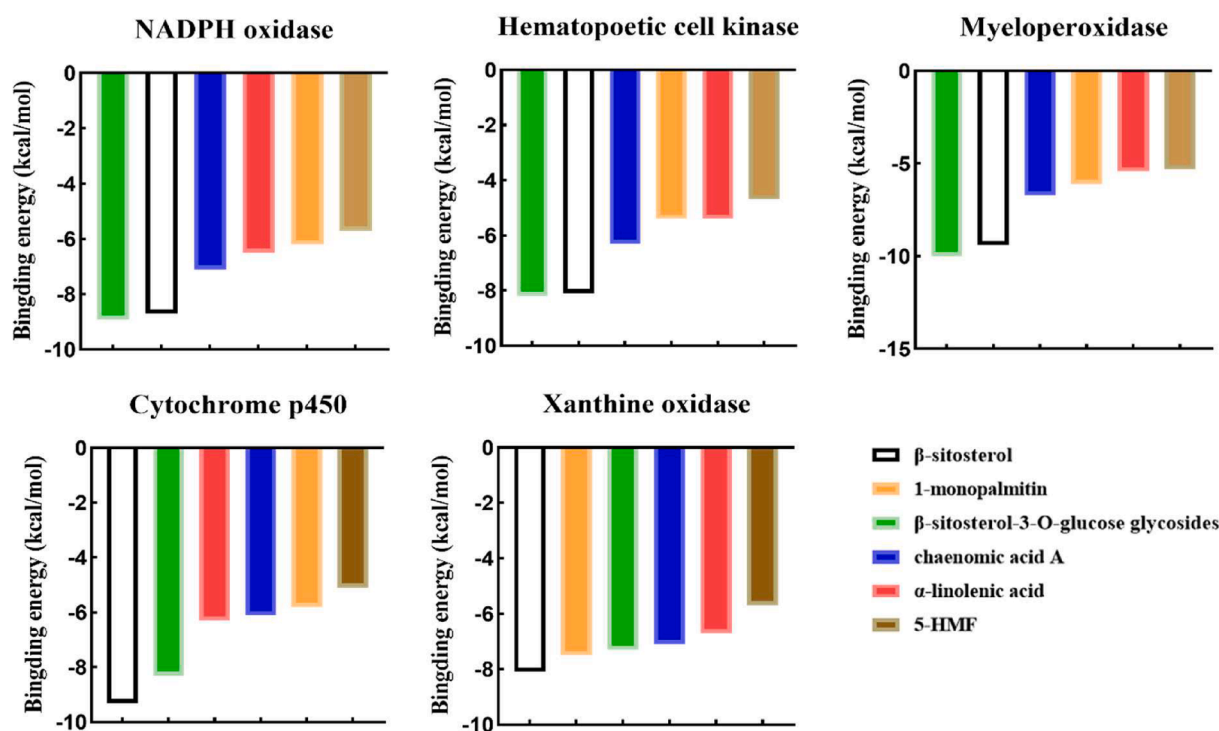 NADPH oxidase
Bingding energy (kcal/mol)
0
-2
-4
-6
-8
-10
Hematopoetic cell kinase
Bingding energy (kcal/mol)
0
-2
-4
-6
-8
-10
Myeloperoxidase
Bingding energy (kcal/mol)
0
-5
-10
-15
Cytochrome p450
Bingding energy (kcal/mol)
0
-2
-4
-6
-8
-10
Xanthine oxidase
Bingding energy (kcal/mol)
0
-2
-4
-6
-8
-10
β-sitosterol
1-monopalmitin
β-sitosterol-3-O-glucose glycosides
chaenomic acid A
α-linolenic acid
5-HMF